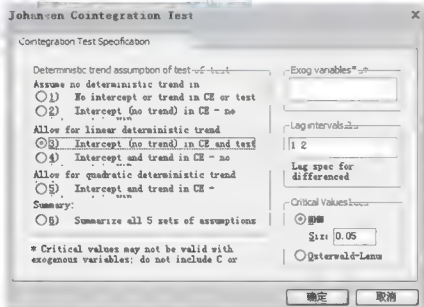 Johansen Cointegration Test
Cointegration Test Specification
Deterministic trend assumption of test
Assume no deterministic trend in
1) No intercept or trend in CE or test
2) Intercept (no trend) in CE - no
Allow for linear deterministic trend
3) Intercept (no trend) in CE and test
4) Intercept and trend in CE - no
Allow for quadratic deterministic trend
5) Intercept and trend in CE -
Summary:
6) Summarize all 5 sets of assumptions
* Critical values may not be valid with
exogenous variables; do not include C or
Exog variables*
Lag intervals
1 2
Lag spec for
differenced
Critical Values
Size 0.05
Osterwald-Lenus
确定
取消